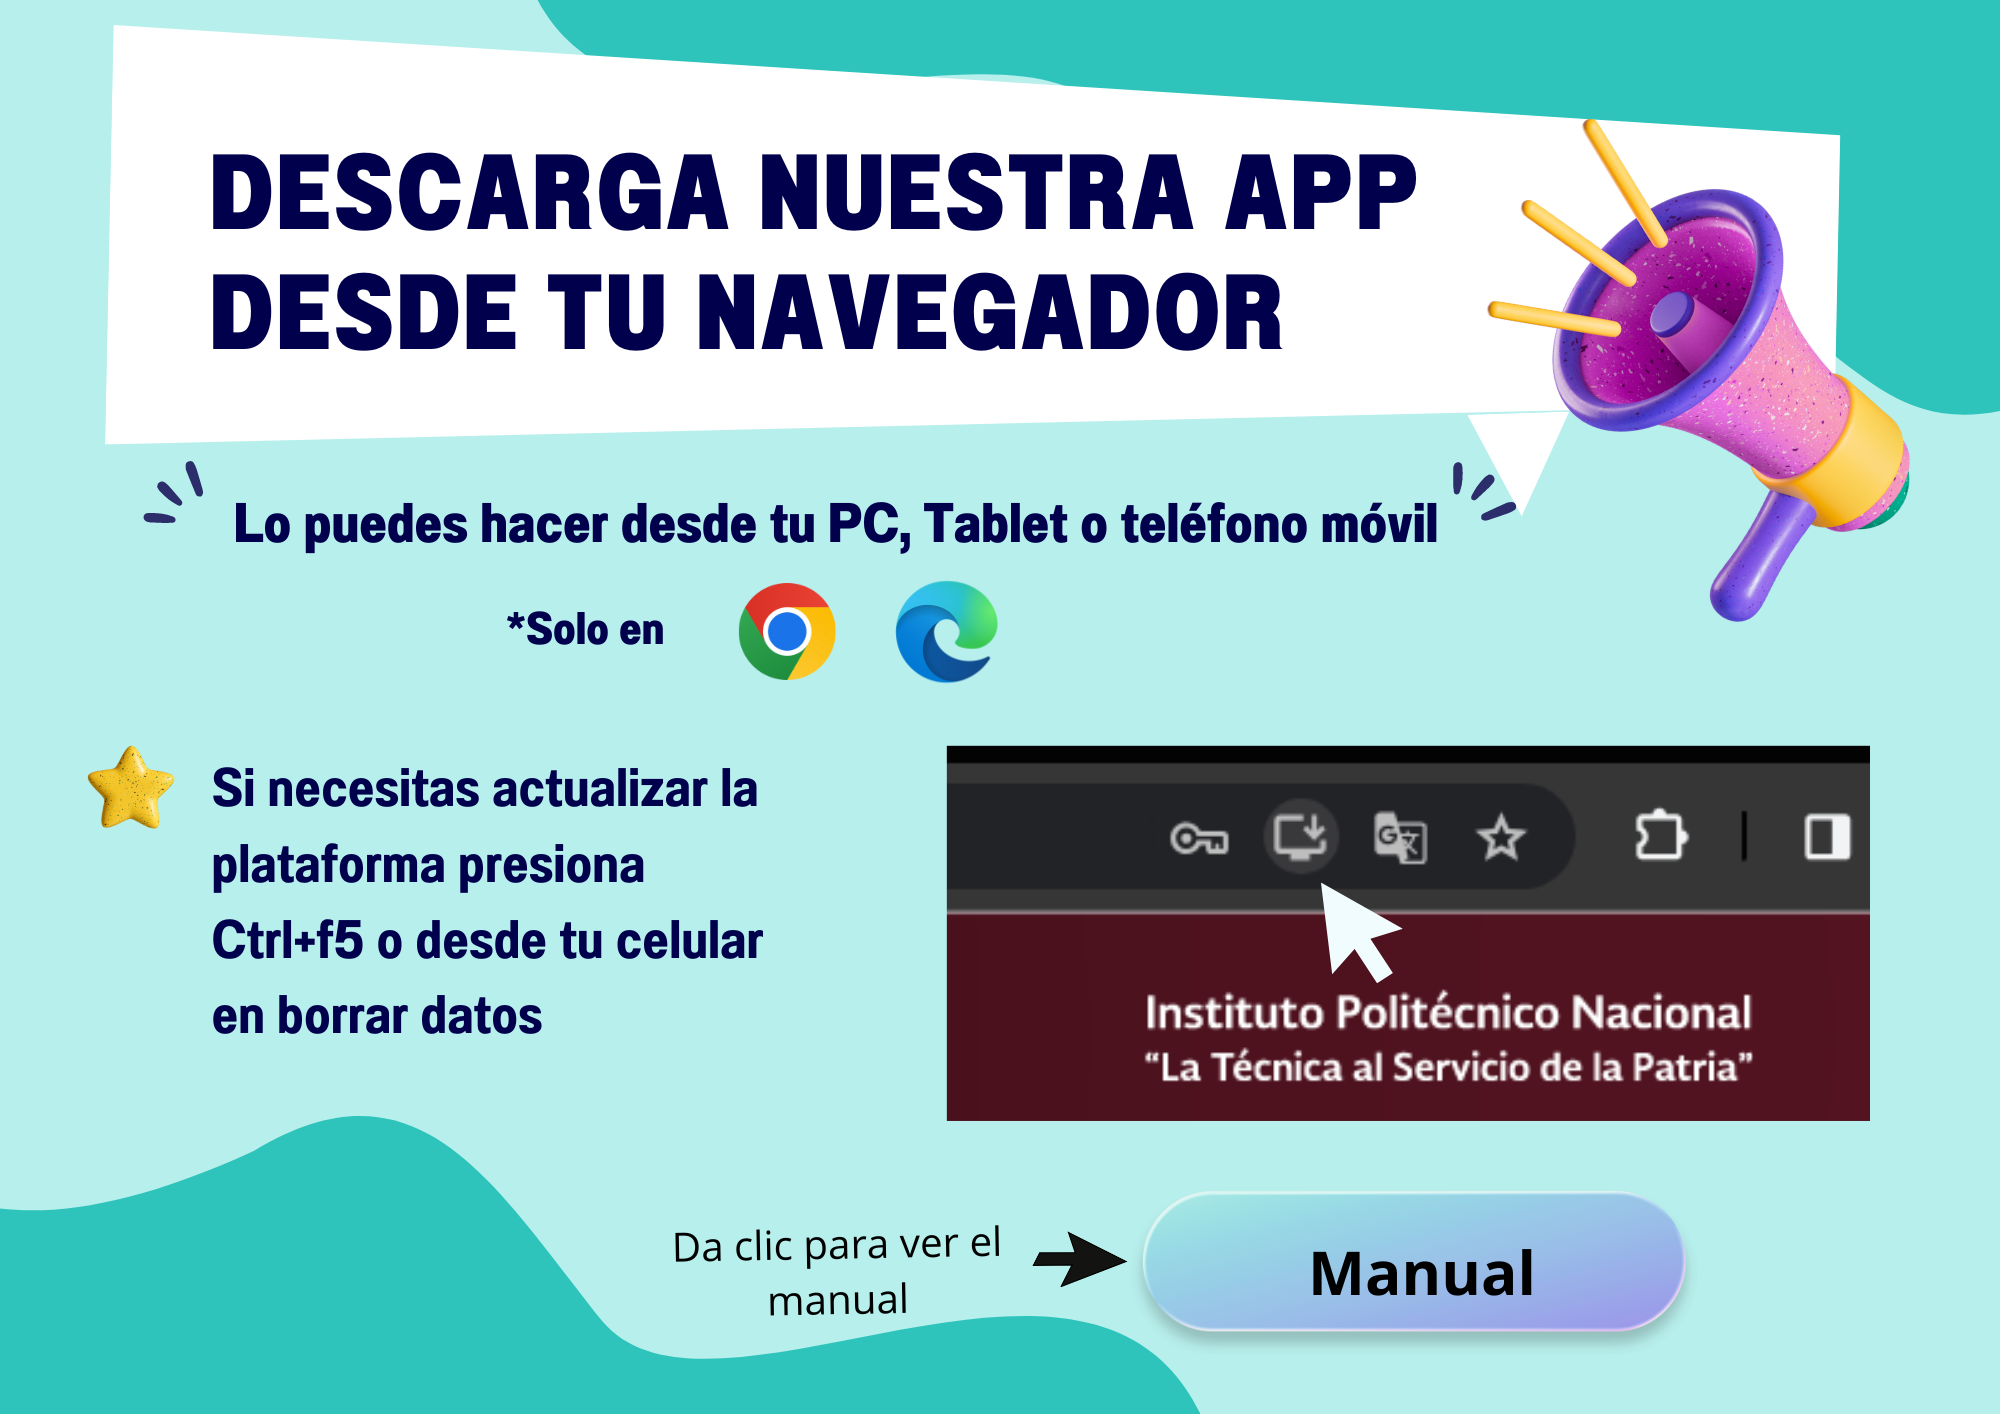 DESCARGA NUESTRA APP
DESDE TU NAVEGADOR
Lo puedes hacer desde tu PC, Tablet o teléfono móvil
*Solo en
Si necesitas actualizar la
plataforma presiona
Ctrl+f5 o desde tu celular
en borrar datos
Instituto Politécnico Nacional
“La Técnica al Servicio de la Patria”
Da clic para ver el
manual
Manual